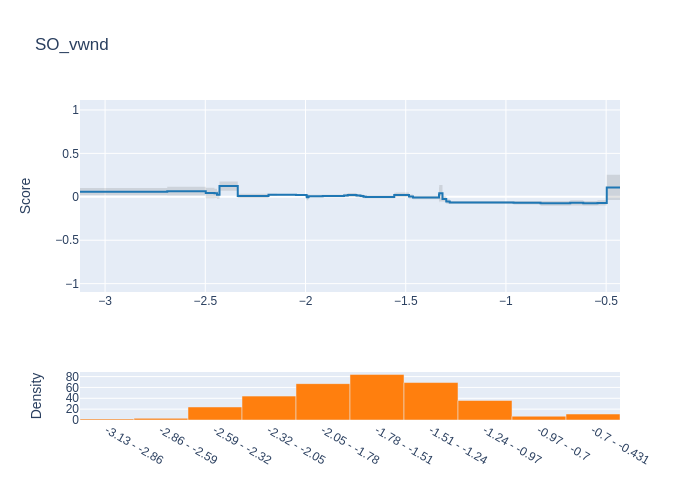 SO_vwnd
1
0.5
0
−0.5
−1
Score
−3
−2.5
−2
−1.5
−1
−0.5
80
60
40
20
0
Density
-3.13 - -2.86
-2.86 - -2.59
-2.59 - -2.32
-2.32 - -2.05
-2.05 - -1.78
-1.78 - -1.51
-1.51 - -1.24
-1.24 - -0.97
-0.97 - -0.7
-0.7 - -0.431